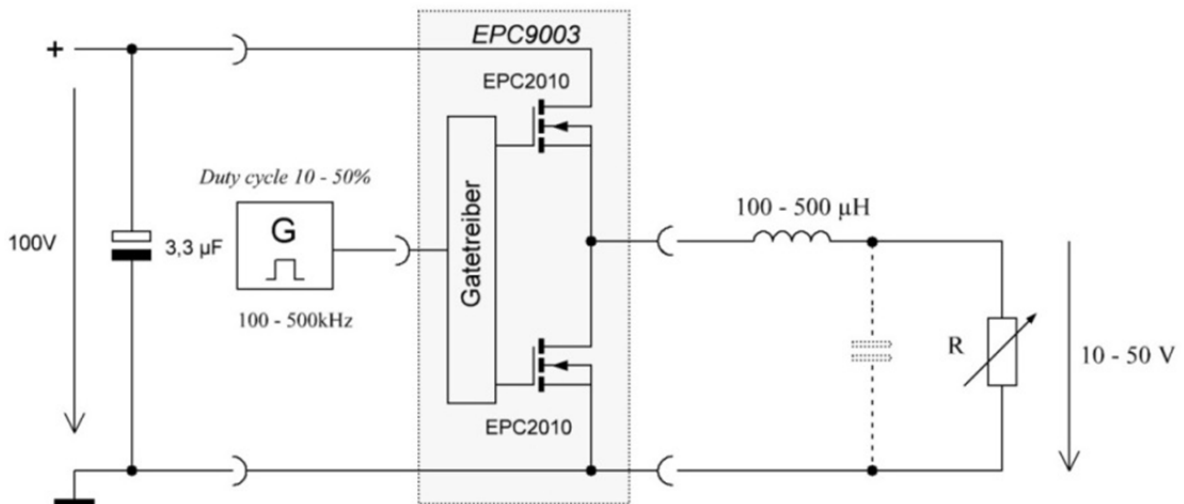 EPC9003
+
EPC2010
Duty cycle 10 - 50%
G
100 - 500kHz
100V
3,3 µF
Gatetreiber
100 - 500 µH
R
10 - 50 V
EPC2010